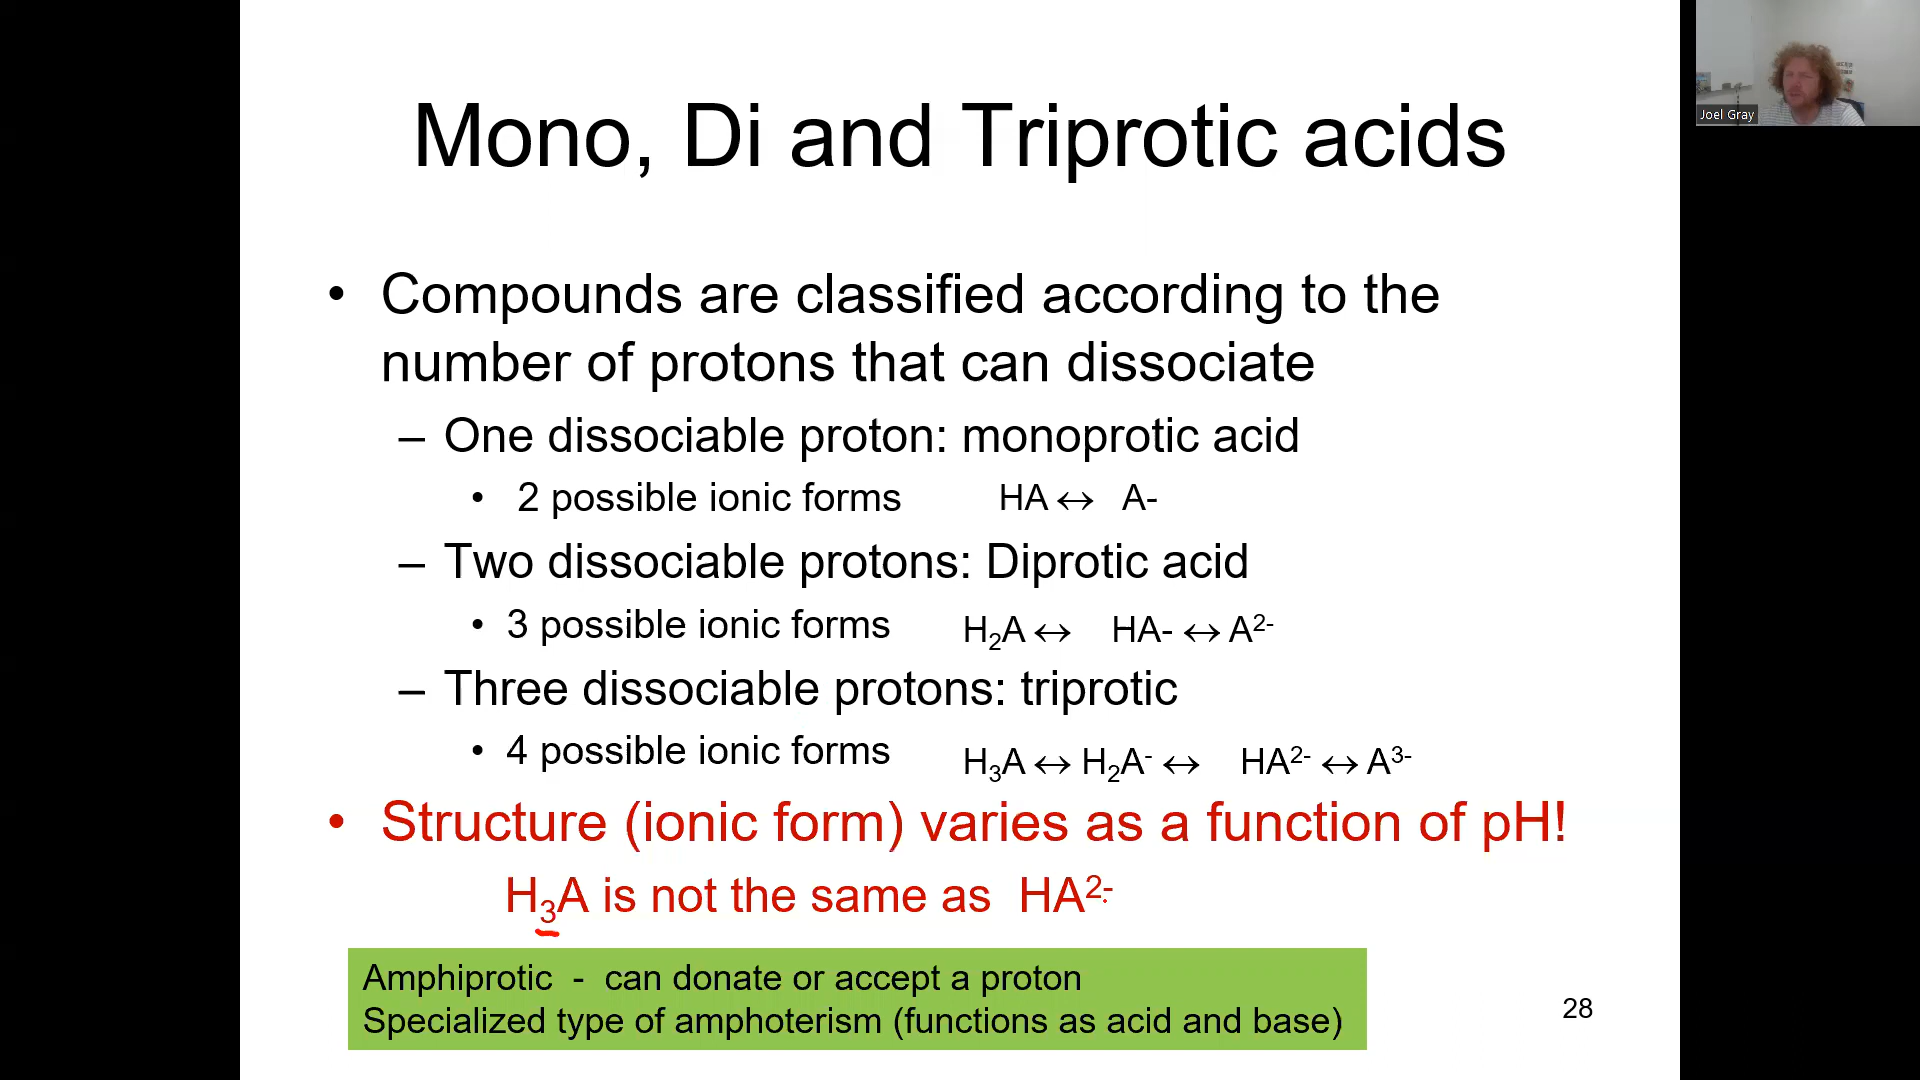 Mono, Di and Triprotic acids
• Compounds are classified according to the
number of protons that can dissociate
– One dissociable proton: monoprotic acid
• 2 possible ionic forms HA ↔ A-
– Two dissociable protons: Diprotic acid
• 3 possible ionic forms H₂A ↔ HA- ↔ A²⁻
– Three dissociable protons: triprotic
• 4 possible ionic forms H₃A ↔ H₂A⁻ ↔ HA²⁻ ↔ A³⁻
• Structure (ionic form) varies as a function of pH!
H₃A is not the same as HA²⁻
Amphiprotic - can donate or accept a proton
Specialized type of amphoterism (functions as acid and base)
28
Joel Gray